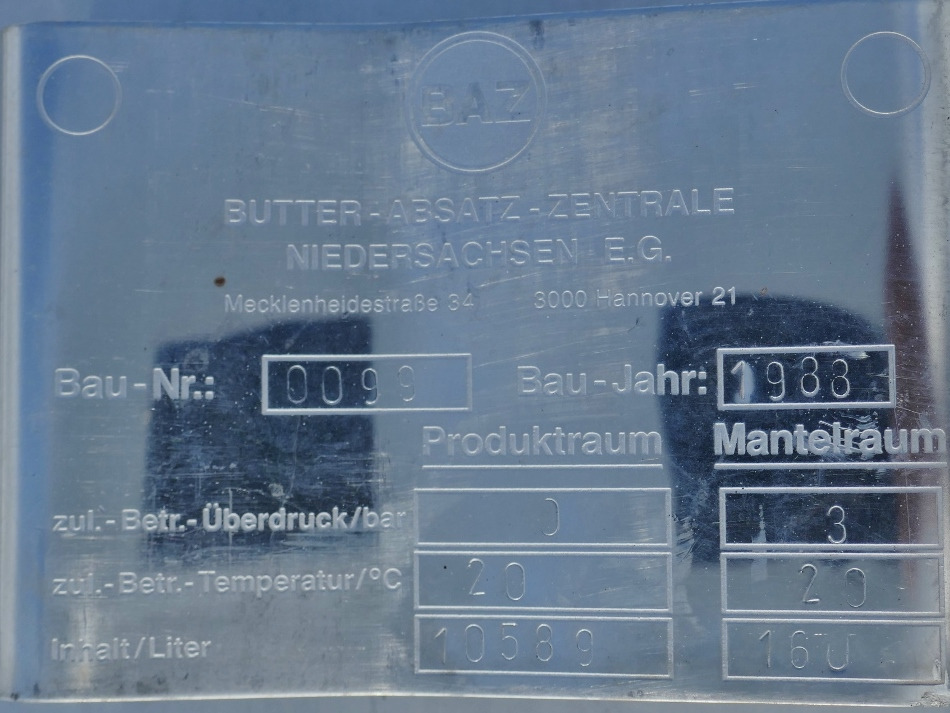 BAZ
BUTTER-ABSATZ-ZENTRALE
NIEDERSACHSEN E.G.
Mecklenheidestraße 34 3000 Hannover 21
Bau-Nr.: 0099 Bau-Jahr: 1988
Produktraum Mantelraum
zul.-Betr.-Überdruck/bar 0 3
zul.-Betr.-Temperatur/°C 20 20
Inhalt/Liter 10589 160